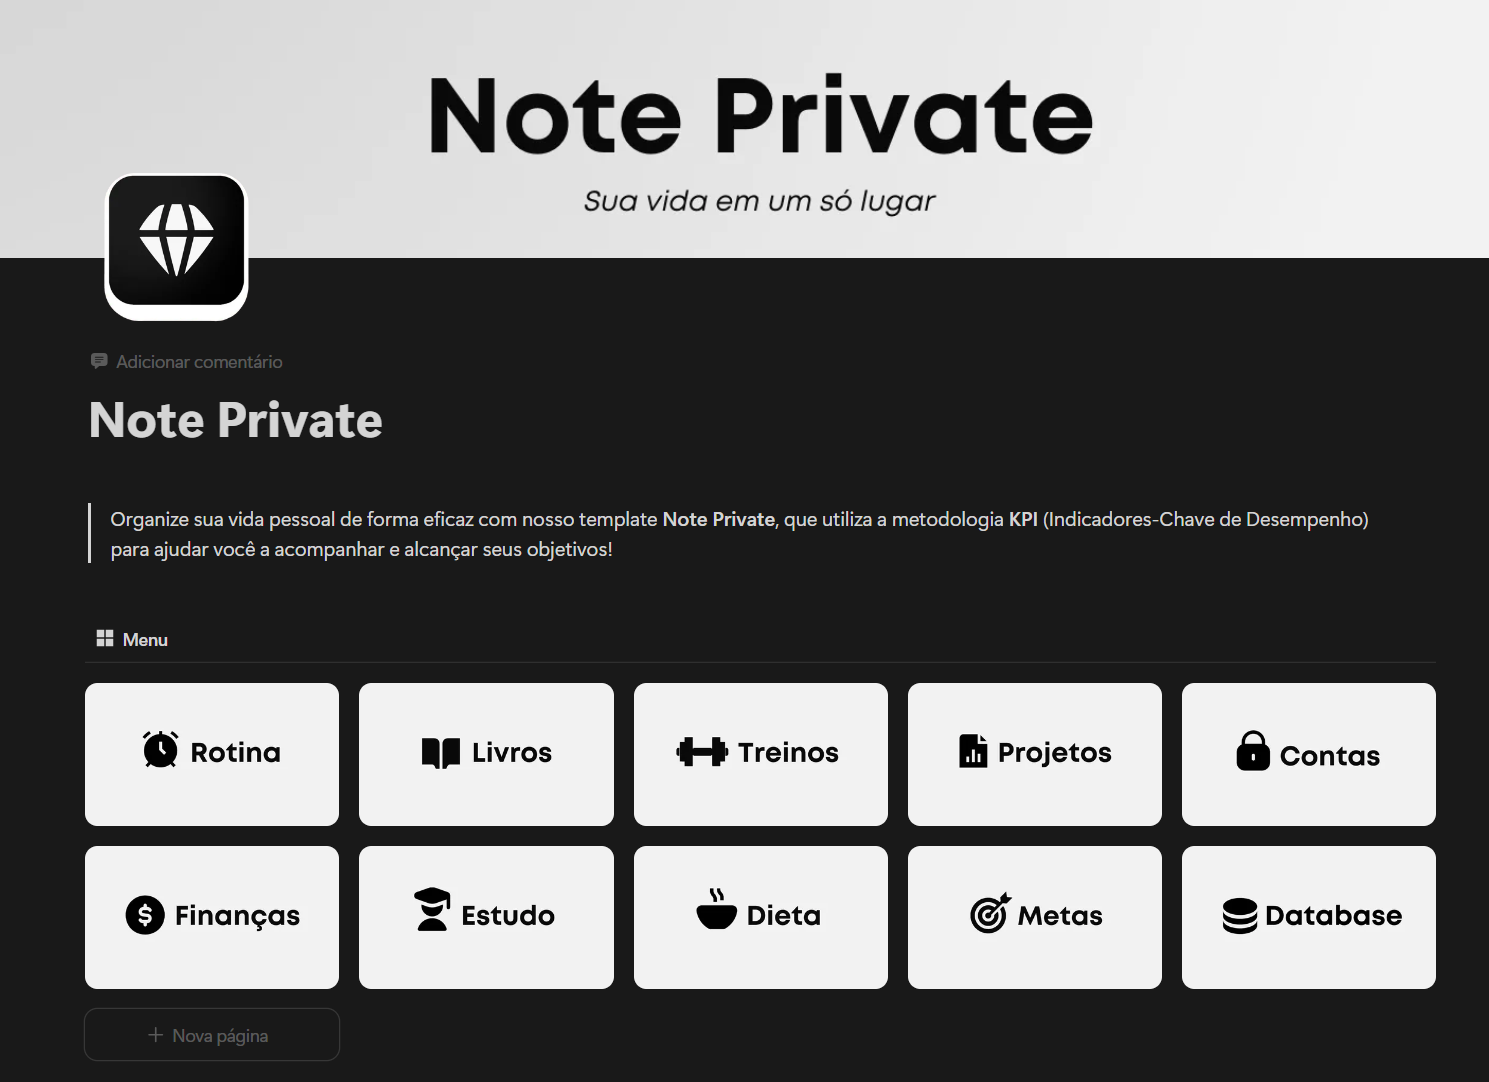 Note Private
Sua vida em um só lugar
Adicionar comentário
Note Private
Organize sua vida pessoal de forma eficaz com nosso template Note Private, que utiliza a metodologia KPI (Indicadores-Chave de Desempenho)
para ajudar você a acompanhar e alcançar seus objetivos!
Menu
Rotina
Livros
Treinos
Projetos
Contas
Finanças
Estudo
Dieta
Metas
Database
+ Nova página